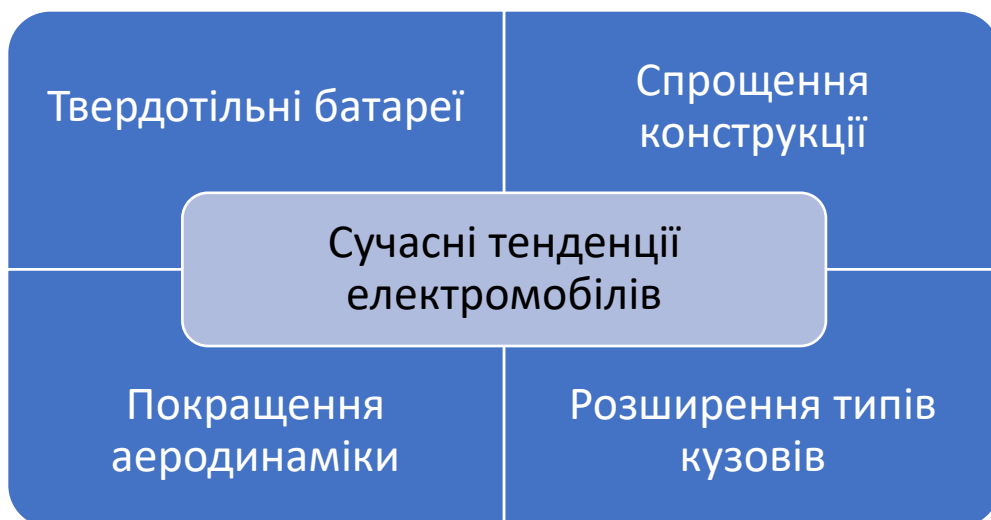 Твердотільні батареї
Спрощення
конструкції
Сучасні тенденції
електромобілів
Покращення
аеродинаміки
Розширення типів
кузовів